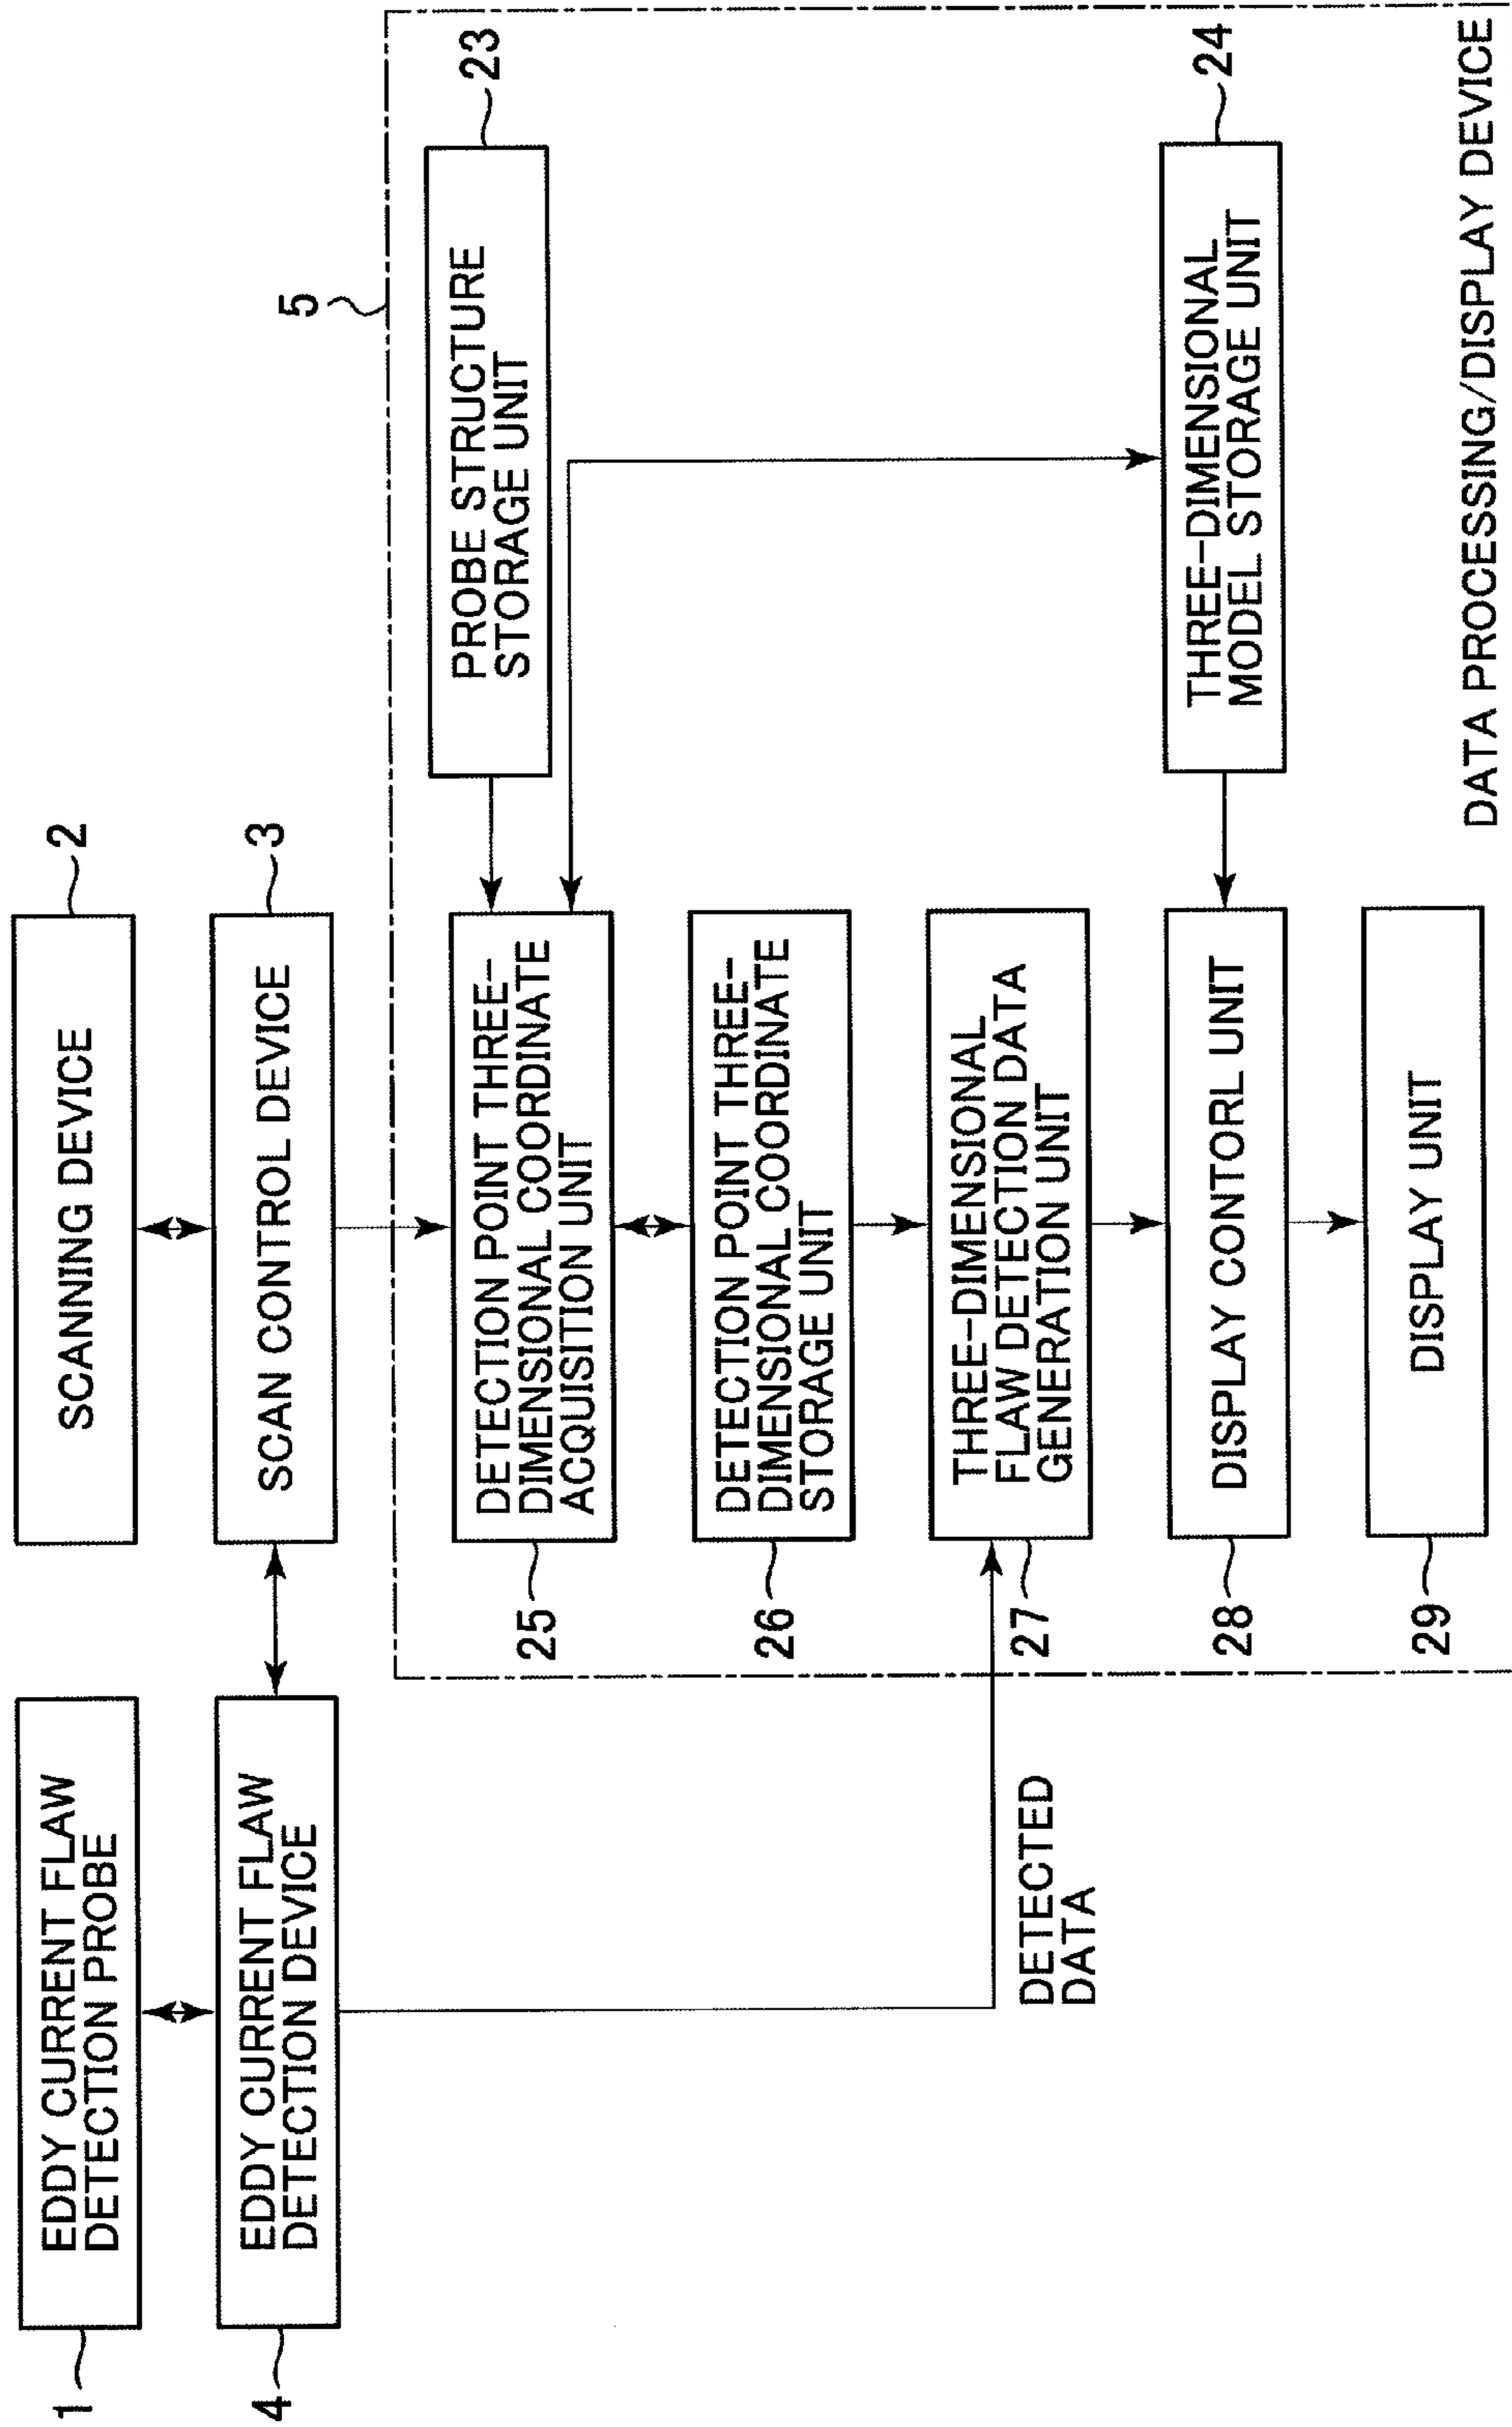 1
EDDY CURRENT FLAW
DETECTION PROBE
4
EDDY CURRENT FLAW
DETECTION DEVICE
DETECTED
DATA
SCANNING DEVICE
2
SCAN CONTROL DEVICE
3
5
25
DETECTION POINT THREE-
DIMENSIONAL COORDINATE
ACQUISITION UNIT
PROBE STRUCTURE
STORAGE UNIT
23
26
DETECTION POINT THREE-
DIMENSIONAL COORDINATE
STORAGE UNIT
27
THREE-DIMENSIONAL
FLAW DETECTION DATA
GENERATION UNIT
28
DISPLAY CONTORL UNIT
THREE-DIMENSIONAL
MODEL STORAGE UNIT
24
29
DISPLAY UNIT
DATA PROCESSING/DISPLAY DEVICE